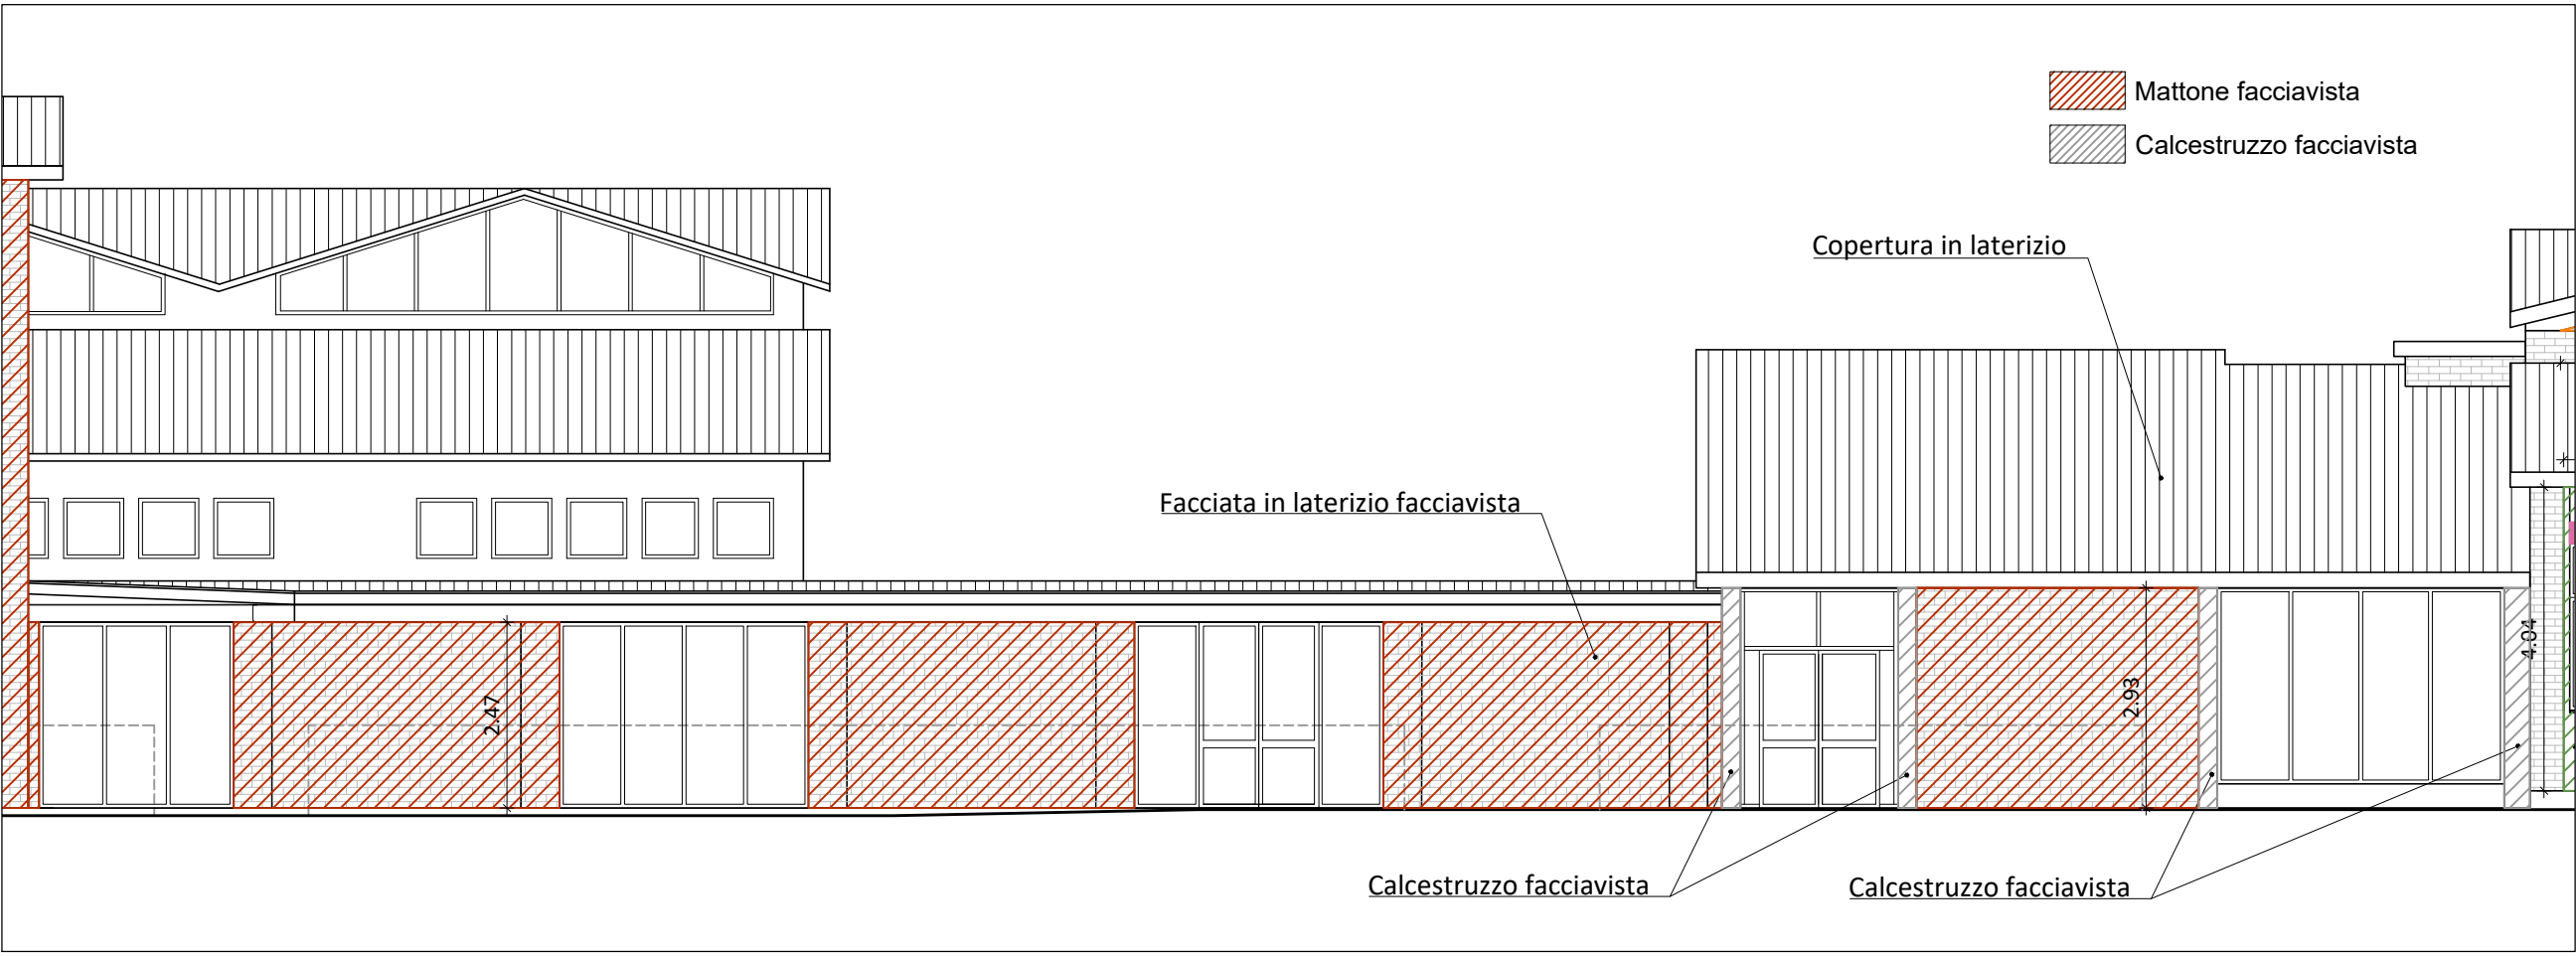 Mattone facciavista
Calcestruzzo facciavista
Copertura in laterizio
Facciata in laterizio facciavista
2.47
2.93
4.04
Calcestruzzo facciavista
Calcestruzzo facciavista